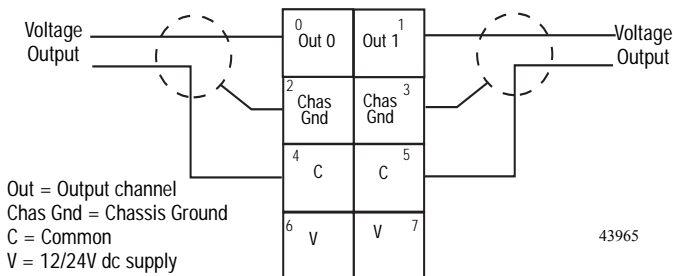 Voltage
Output
0
Out 0
1
Out 1
Voltage
Output
2
Chas
Gnd
3
Chas
Gnd
4
C
5
C
6
V
7
V
Out = Output channel
Chas Gnd = Chassis Ground
C = Common
V = 12/24V dc supply
43965